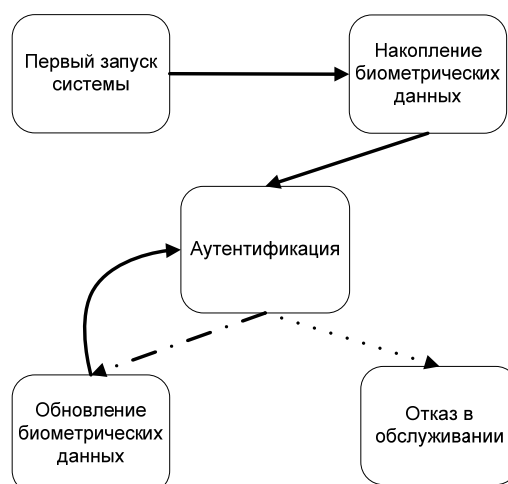 Первый запуск
системы
Накопление
биометрических
данных
Аутентификация
Обновление
биометрических
данных
Отказ в
обслуживании